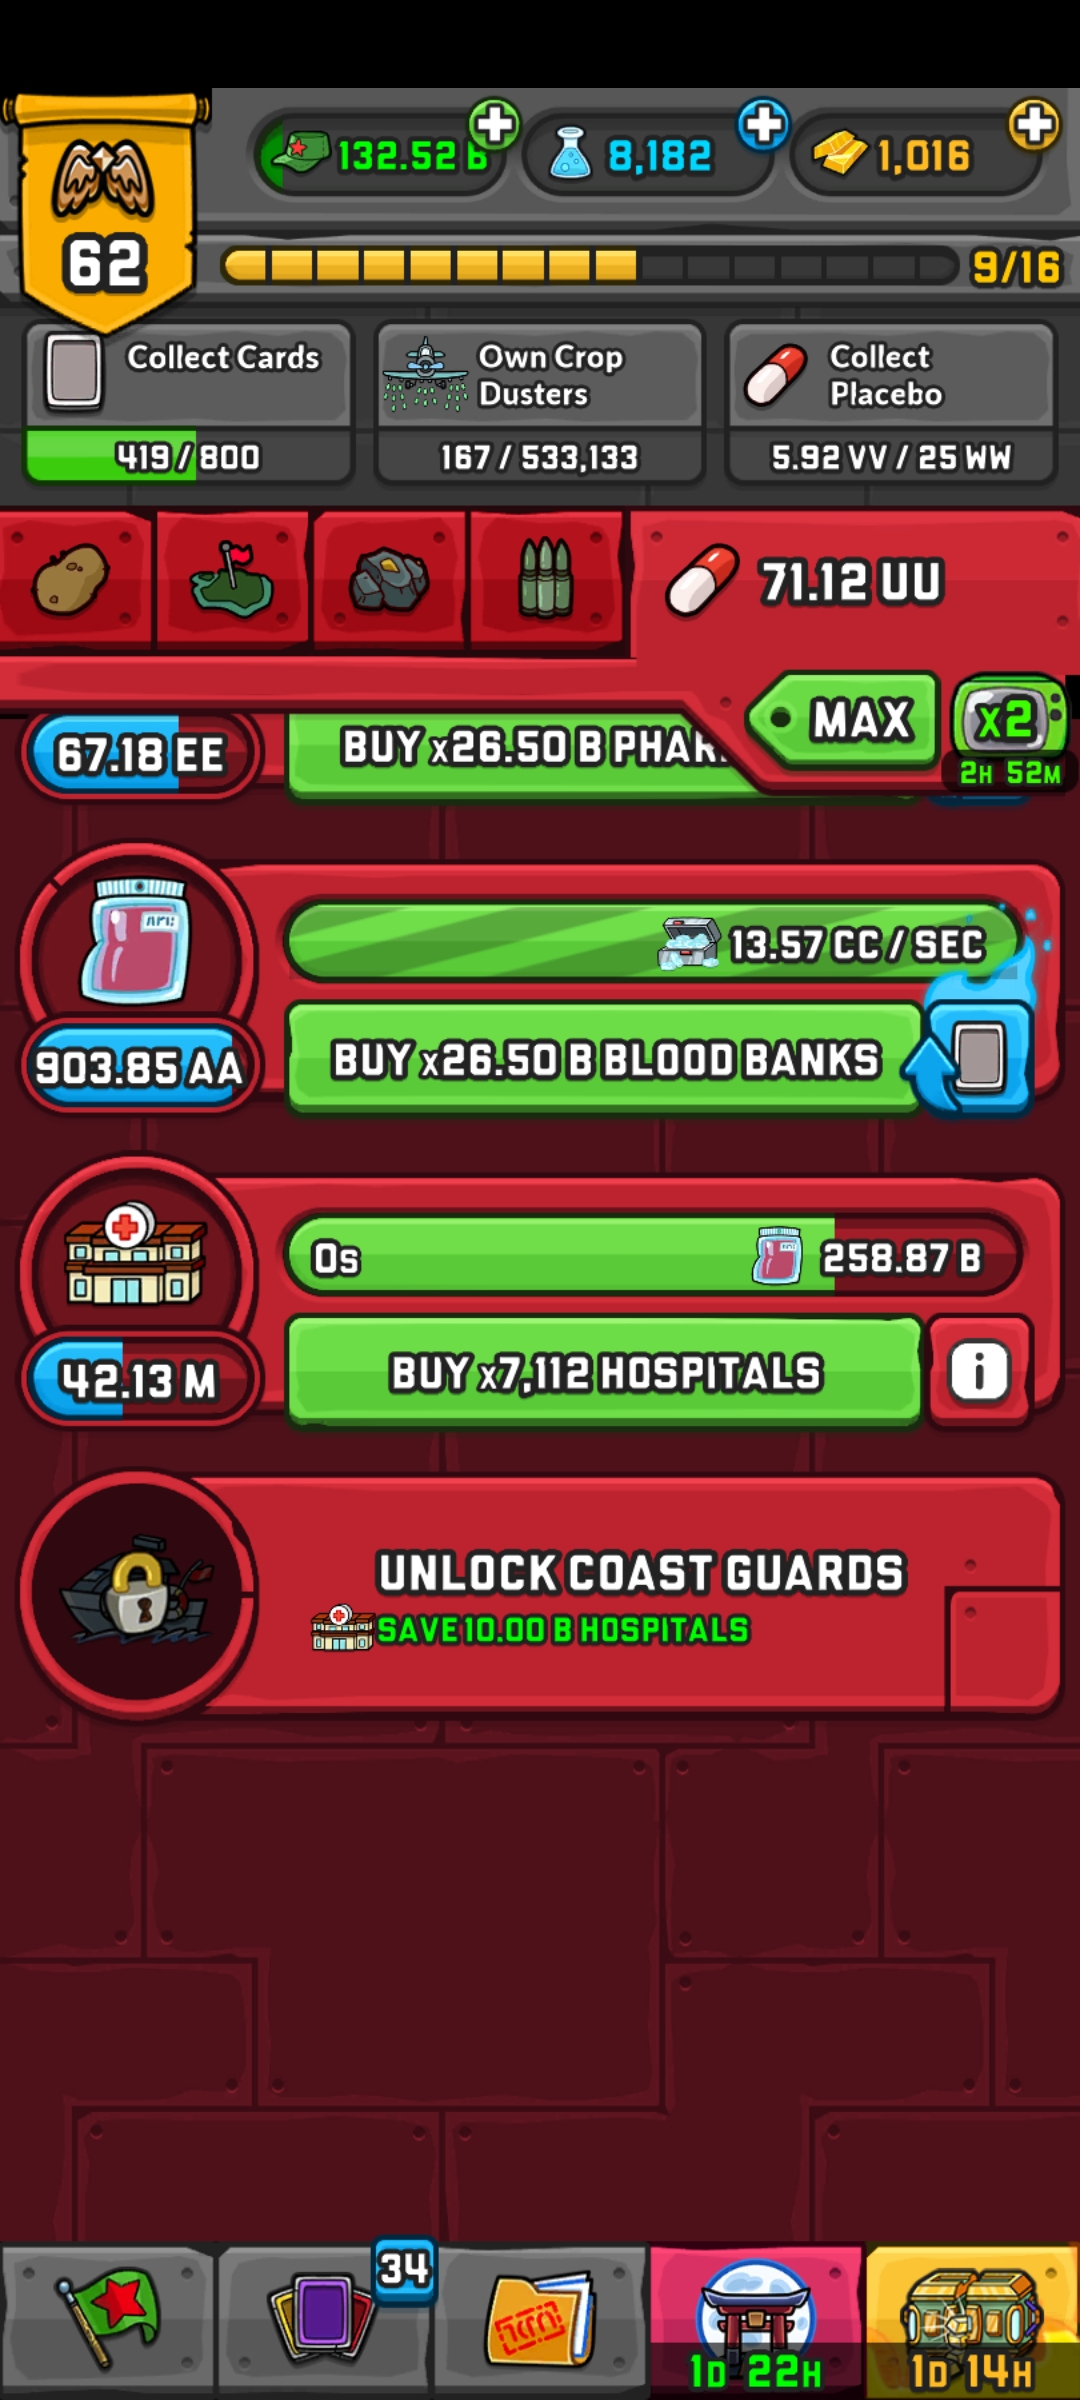 132.52 B
8,182
1,016
62
9/16
Collect Cards
419 / 800
Own Crop
Dusters
167 / 533,133
Collect
Placebo
5.92 VV / 25 WW
71.12 UU
MAX
x2
2H 52M
67.18 EE
BUY x26.50 B
13.57 CC / SEC
903.85 AA
BUY x26.50 B BLOOD BANKS
0s
258.87 B
42.13 M
BUY x7,112 HOSPITALS
i
UNLOCK COAST GUARDS
SAVE 10.00 B HOSPITALS
34
1D 22H
1D 14H